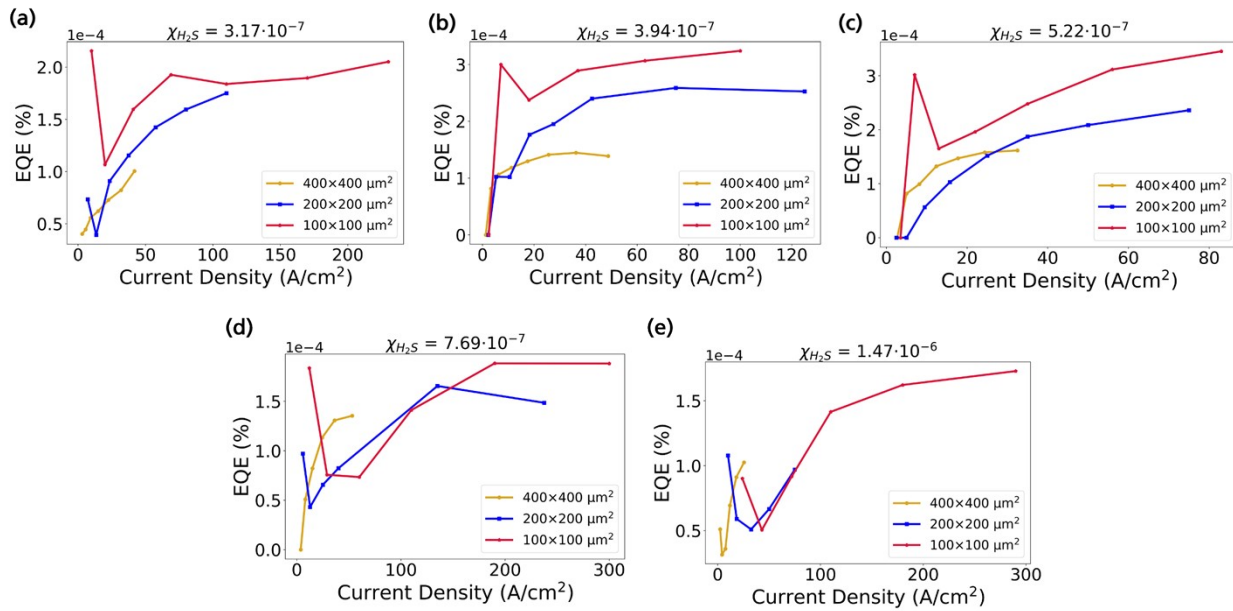 (a)
χH₂S = 3.17·10⁻⁷
1e−4
EQE (%)
2.0
1.5
1.0
0.5
400×400 μm²
200×200 μm²
100×100 μm²
0 50 100 150 200
Current Density (A/cm²)
(b)
χH₂S = 3.94·10⁻⁷
1e−4
EQE (%)
3
2
1
0
400×400 μm²
200×200 μm²
100×100 μm²
0 25 50 75 100 125
Current Density (A/cm²)
(c)
χH₂S = 5.22·10⁻⁷
1e−4
EQE (%)
3
2
1
0
400×400 μm²
200×200 μm²
100×100 μm²
0 20 40 60 80
Current Density (A/cm²)
(d)
χH₂S = 7.69·10⁻⁷
1e−4
EQE (%)
1.5
1.0
0.5
0.0
400×400 μm²
200×200 μm²
100×100 μm²
0 100 200 300
Current Density (A/cm²)
(e)
χH₂S = 1.47·10⁻⁶
1e−4
EQE (%)
1.5
1.0
0.5
400×400 μm²
200×200 μm²
100×100 μm²
0 100 200 300
Current Density (A/cm²)